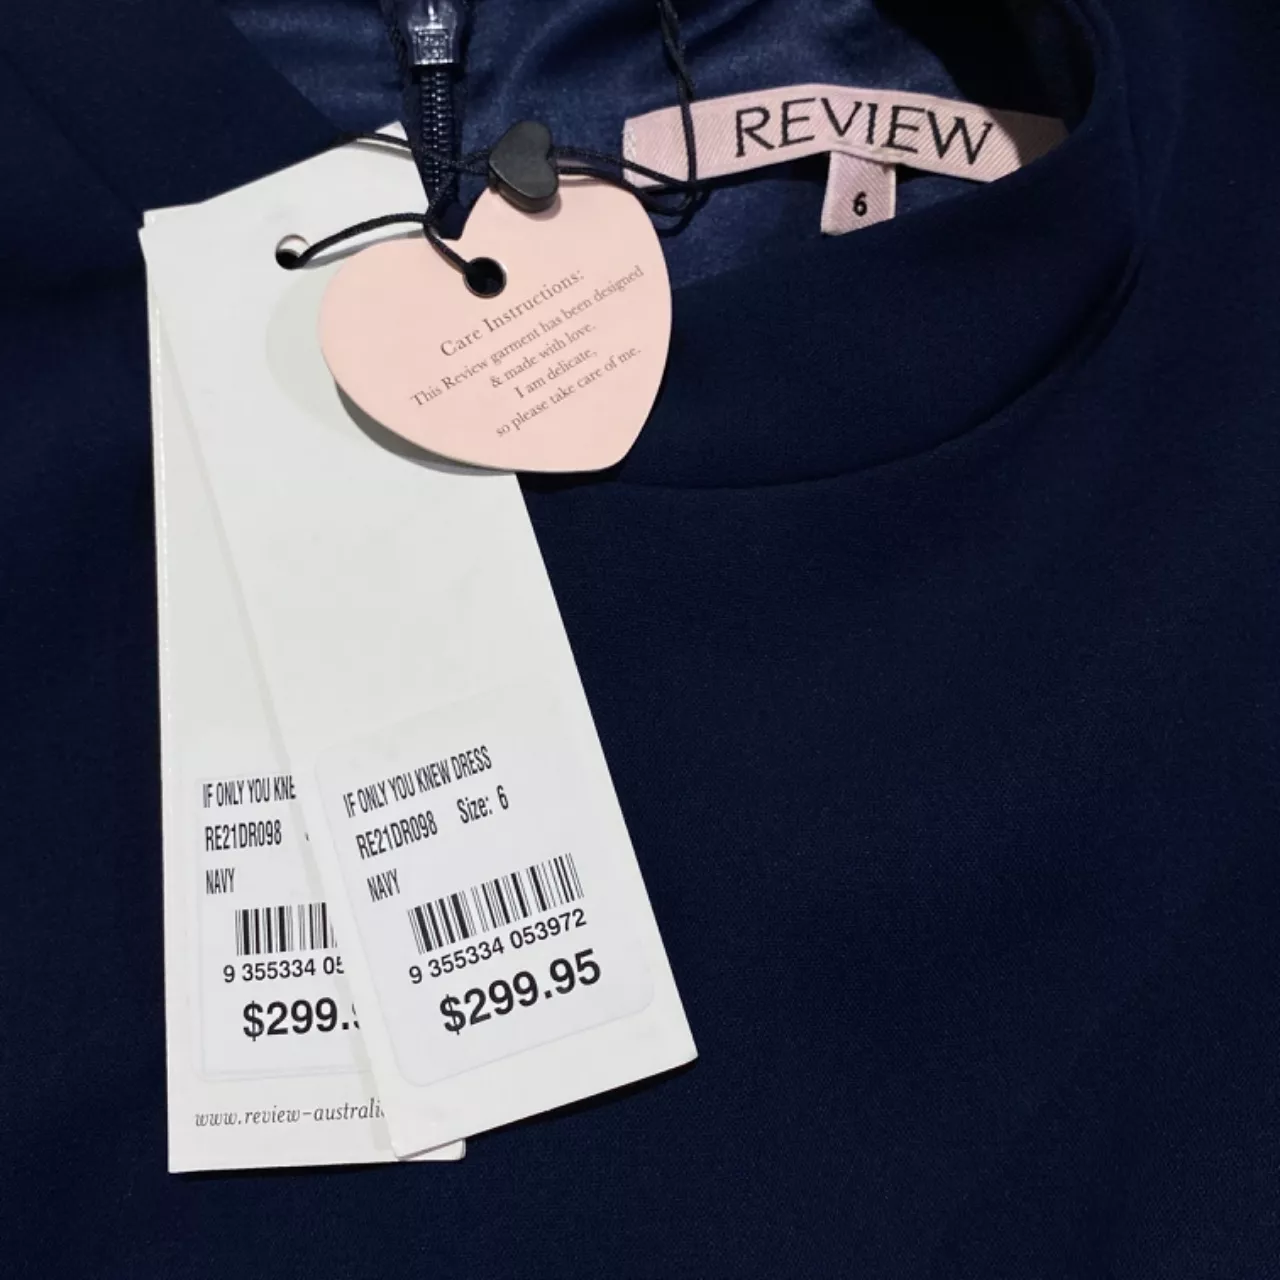 REVIEW
6
Care Instructions:
This Review garment has been designed
& made with love.
I am delicate,
so please take care of me.
IF ONLY YOU KNE
RE21DR098
NAVY
9 355334 05
$299.9
www.review-australi
IF ONLY YOU KNEW DRESS
RE21DR098 Size: 6
NAVY
9 355334 053972
$299.95